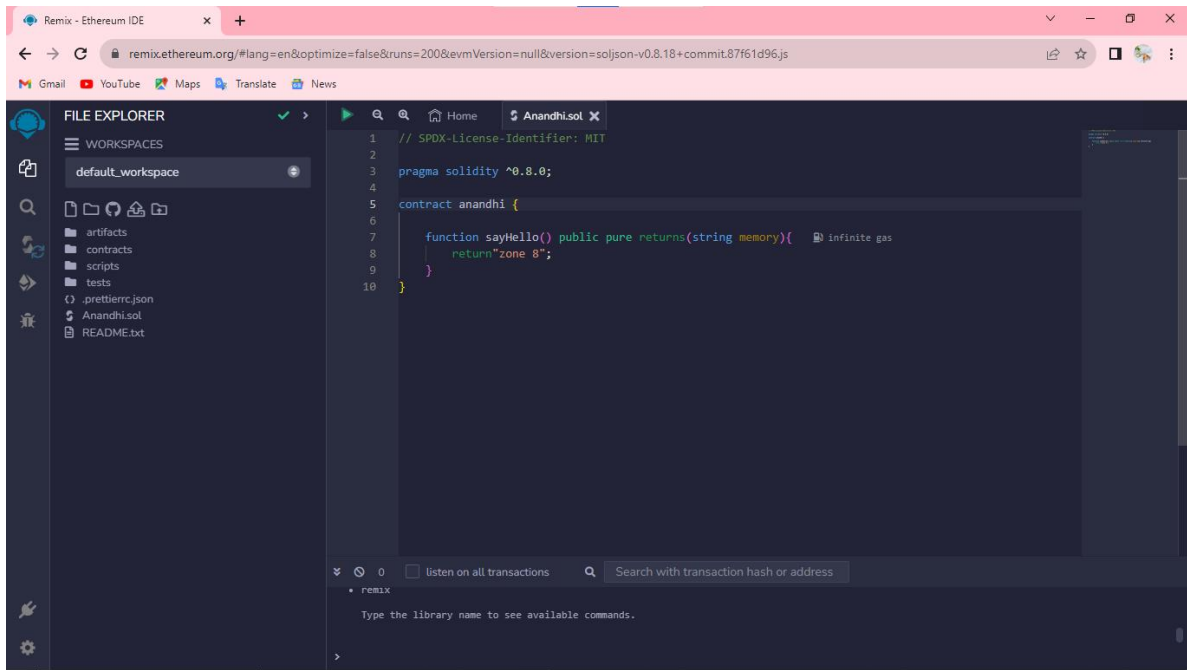 Remix - Ethereum IDE
remix.ethereum.org/#lang=en&optimize=false&runs=200&evmVersion=null&version=soljson-v0.8.18+commit.87f61d96.js
Gmail YouTube Maps Translate News
FILE EXPLORER
WORKSPACES
default_workspace
artifacts
contracts
scripts
tests
.prettierrc.json
Anandhi.sol
README.txt
Home Anandhi.sol
1 // SPDX-License-Identifier: MIT
2
3 pragma solidity ^0.8.0;
4
5 contract anandhi {
6
7 function sayHello() public pure returns(string memory){ infinite gas
8 return"zone 8";
9 }
10 }
0 listen on all transactions Search with transaction hash or address
• remix
Type the library name to see available commands.
>